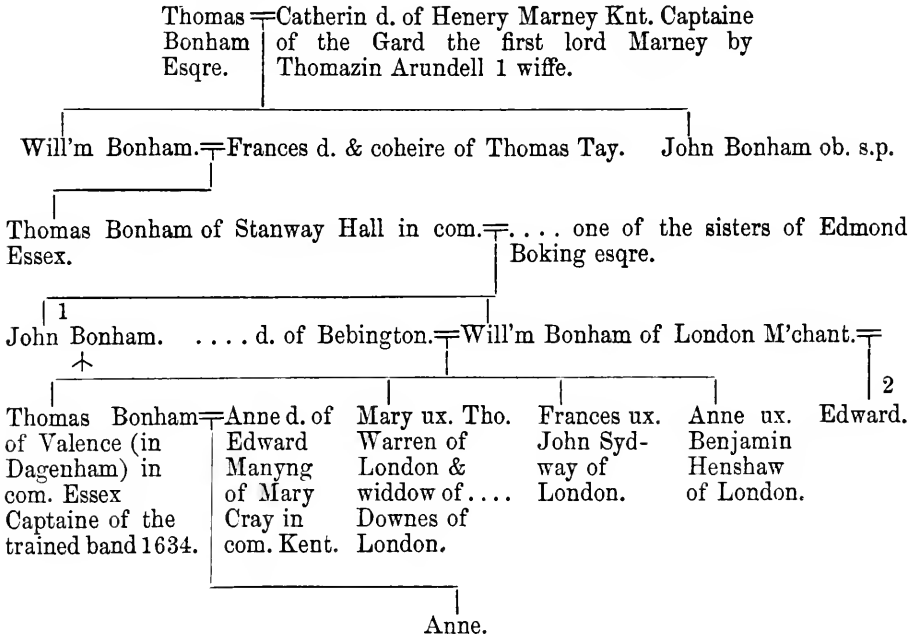 Thomas Catherin d. of Henery Marney Knt. Captaine
Bonham of the Gard the first lord Marney by
Esqre. Thomazin Arundell 1 wiffe.
Will'm Bonham. Frances d. & coheire of Thomas Tay. John Bonham ob. s.p.
Thomas Bonham of Stanway Hall in com. .... one of the sisters of Edmond
Essex. Boking esqre.
1
John Bonham. .... d. of Bebington. Will'm Bonham of London M'chant.
2
Thomas Bonham
of Valence (in
Dagenham) in
com. Essex
Captaine of the
trained band 1634.
Anne d. of
Edward
Manyng
of Mary
Cray in
com. Kent.
Mary ux. Tho.
Warren of
London &
widdow of ....
Downes of
London.
Frances ux.
John Syd-
way of
London.
Anne ux.
Benjamin
Henshaw
of London.
Edward.
Anne.